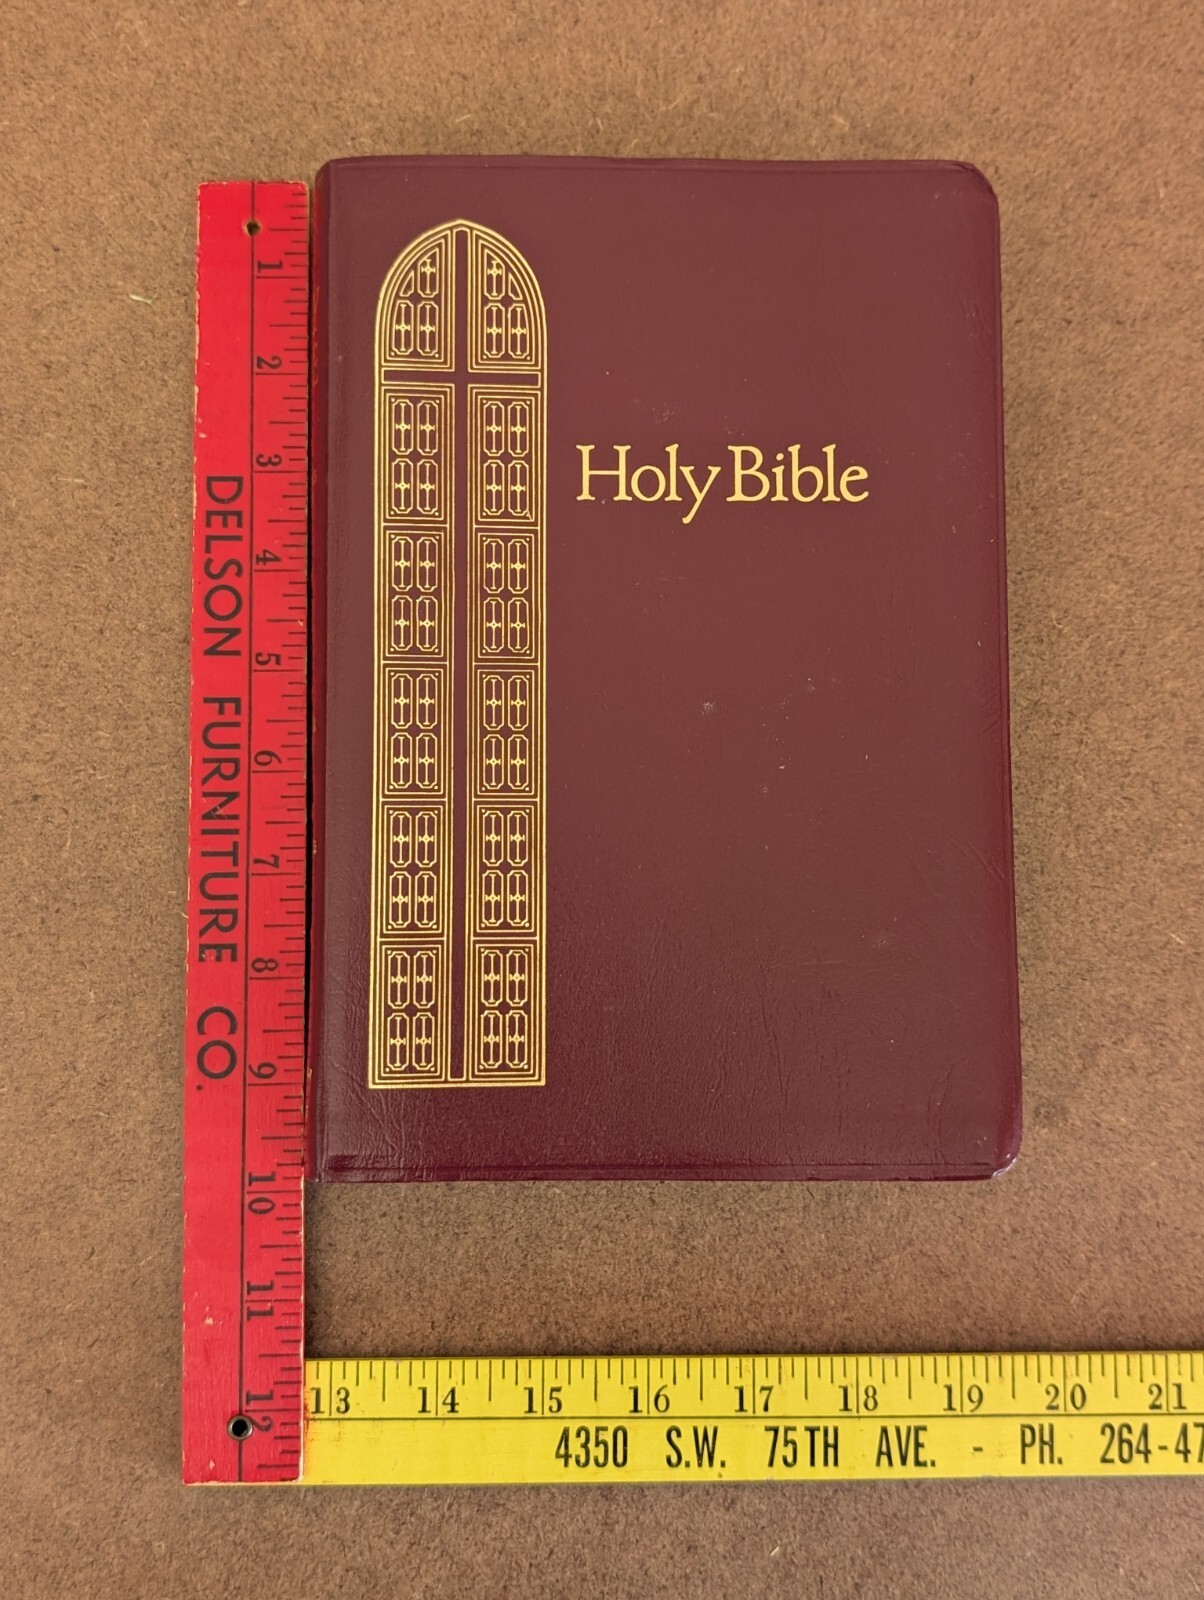 Holy Bible
DELSON FURNITURE CO.
1 2 3 4 5 6 7 8 9 10 11 12
13 14 15 16 17 18 19 20 21
4350 S.W. 75TH AVE. - PH. 264-47